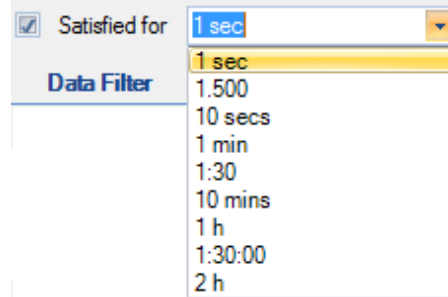 Satisfied for 1 sec
1 sec
Data Filter
1.500
10 secs
1 min
1:30
10 mins
1 h
1:30:00
2 h